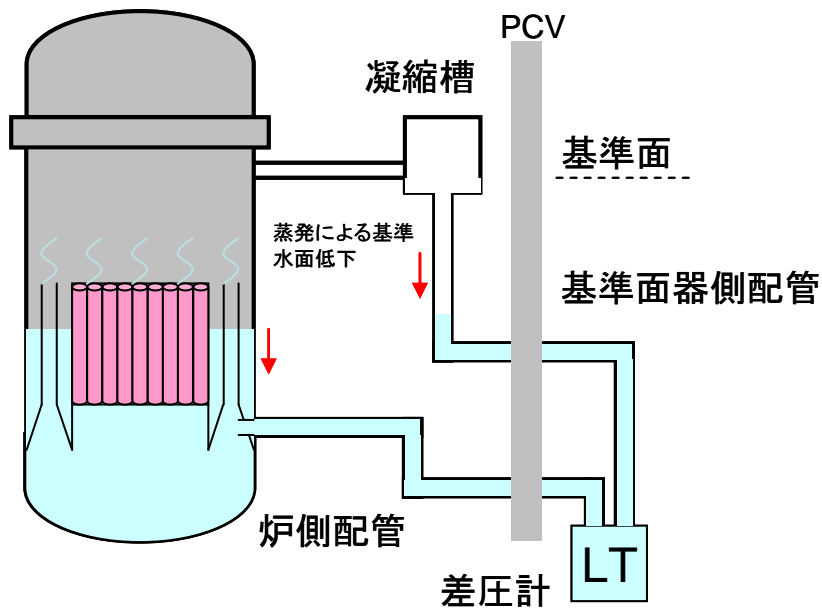 PCV
凝縮槽
基準面
蒸発による基準
水面低下
基準面器側配管
炉側配管
LT
差圧計